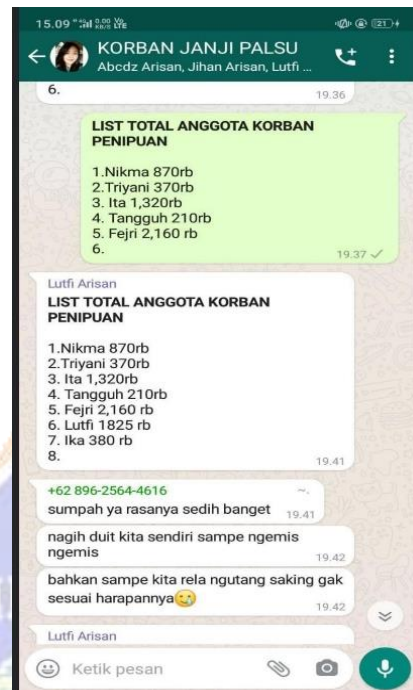 15.09
KORBAN JANJI PALSU
Abcdz Arisan, Jihan Arisan, Lutfi ...
6.
19.36
LIST TOTAL ANGGOTA KORBAN
PENIPUAN
1.Nikma 870rb
2.Triyani 370rb
3. Ita 1,320rb
4. Tangguh 210rb
5. Fejri 2,160 rb
6.
19.37
Lutfi Arisan
LIST TOTAL ANGGOTA KORBAN
PENIPUAN
1.Nikma 870rb
2.Triyani 370rb
3. Ita 1,320rb
4. Tangguh 210rb
5. Fejri 2,160 rb
6. Lutfi 1825 rb
7. Ika 380 rb
8.
19.41
+62 896-2564-4616 ~.
sumpah ya rasanya sedih banget 19.41
nagih duit kita sendiri sampe ngemis
ngemis
19.42
bahkan sampe kita rela ngutang saking gak
sesuai harapannya🥲
19.42
Lutfi Arisan
Ketik pesan